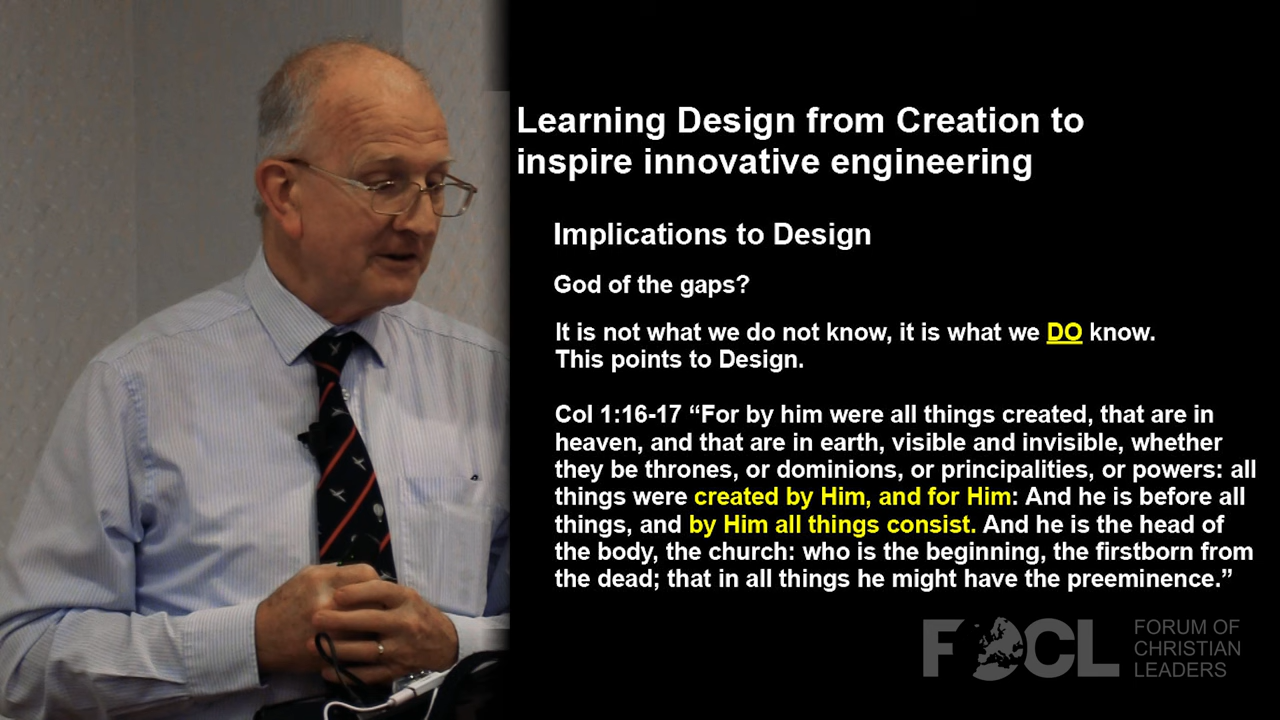 Learning Design from Creation to
inspire innovative engineering
Implications to Design
God of the gaps?
It is not what we do not know, it is what we DO know.
This points to Design.
Col 1:16-17 “For by him were all things created, that are in
heaven, and that are in earth, visible and invisible, whether
they be thrones, or dominions, or principalities, or powers: all
things were created by Him, and for Him: And he is before all
things, and by Him all things consist. And he is the head of
the body, the church: who is the beginning, the firstborn from
the dead; that in all things he might have the preeminence.”
FOCL
FORUM OF
CHRISTIAN
LEADERS